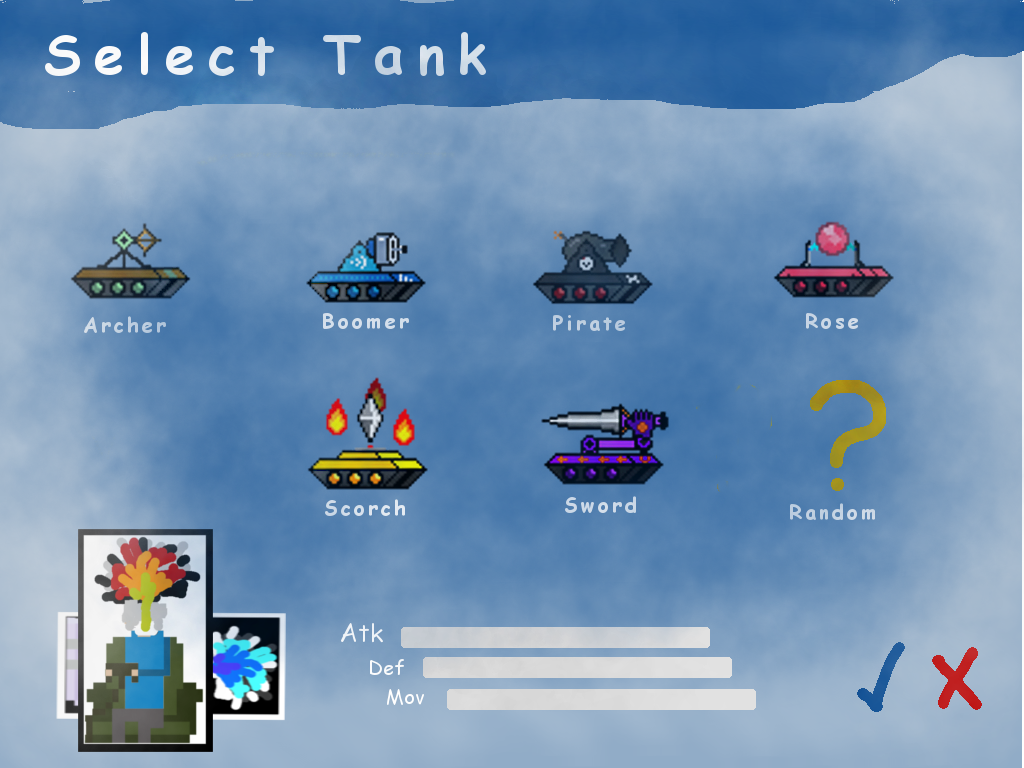 Select Tank
Archer
Boomer
Pirate
Rose
Scorch
Sword
Random
Atk
Def
Mov